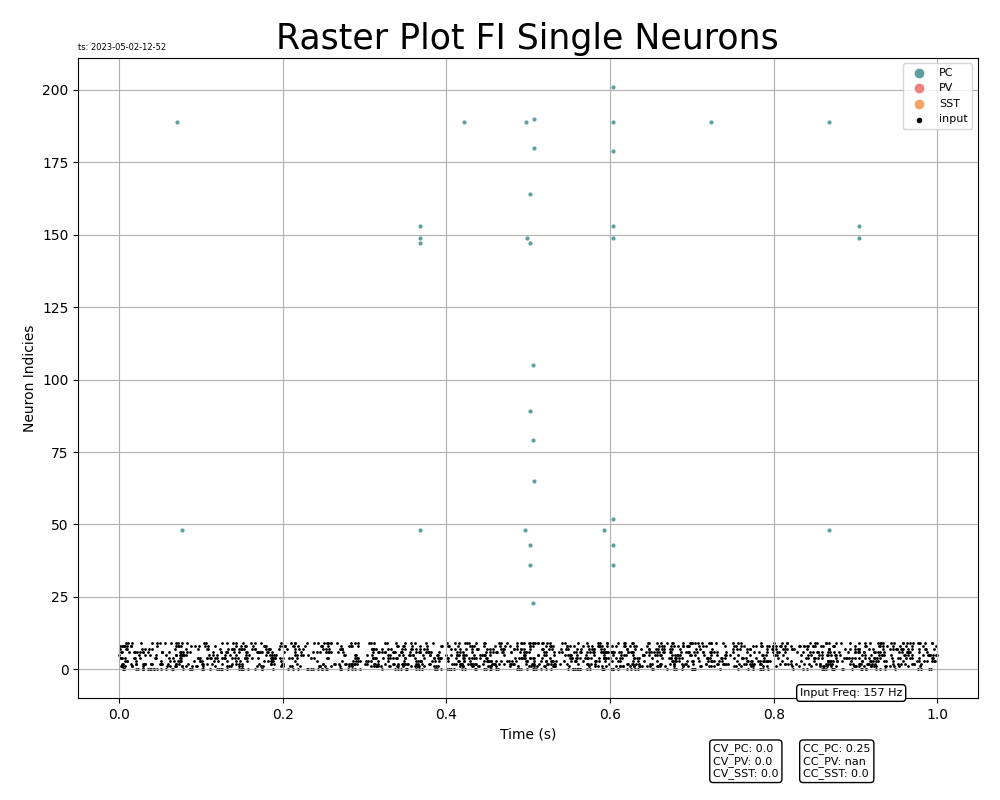 Raster Plot FI Single Neurons
ts: 2023-05-02-12-52
PC
PV
SST
input
200
175
150
125
100
75
50
25
0
Neuron Indicies
0.0 0.2 0.4 0.6 0.8 1.0
Time (s)
Input Freq: 157 Hz
CV_PC: 0.0
CV_PV: 0.0
CV_SST: 0.0
CC_PC: 0.25
CC_PV: nan
CC_SST: 0.0